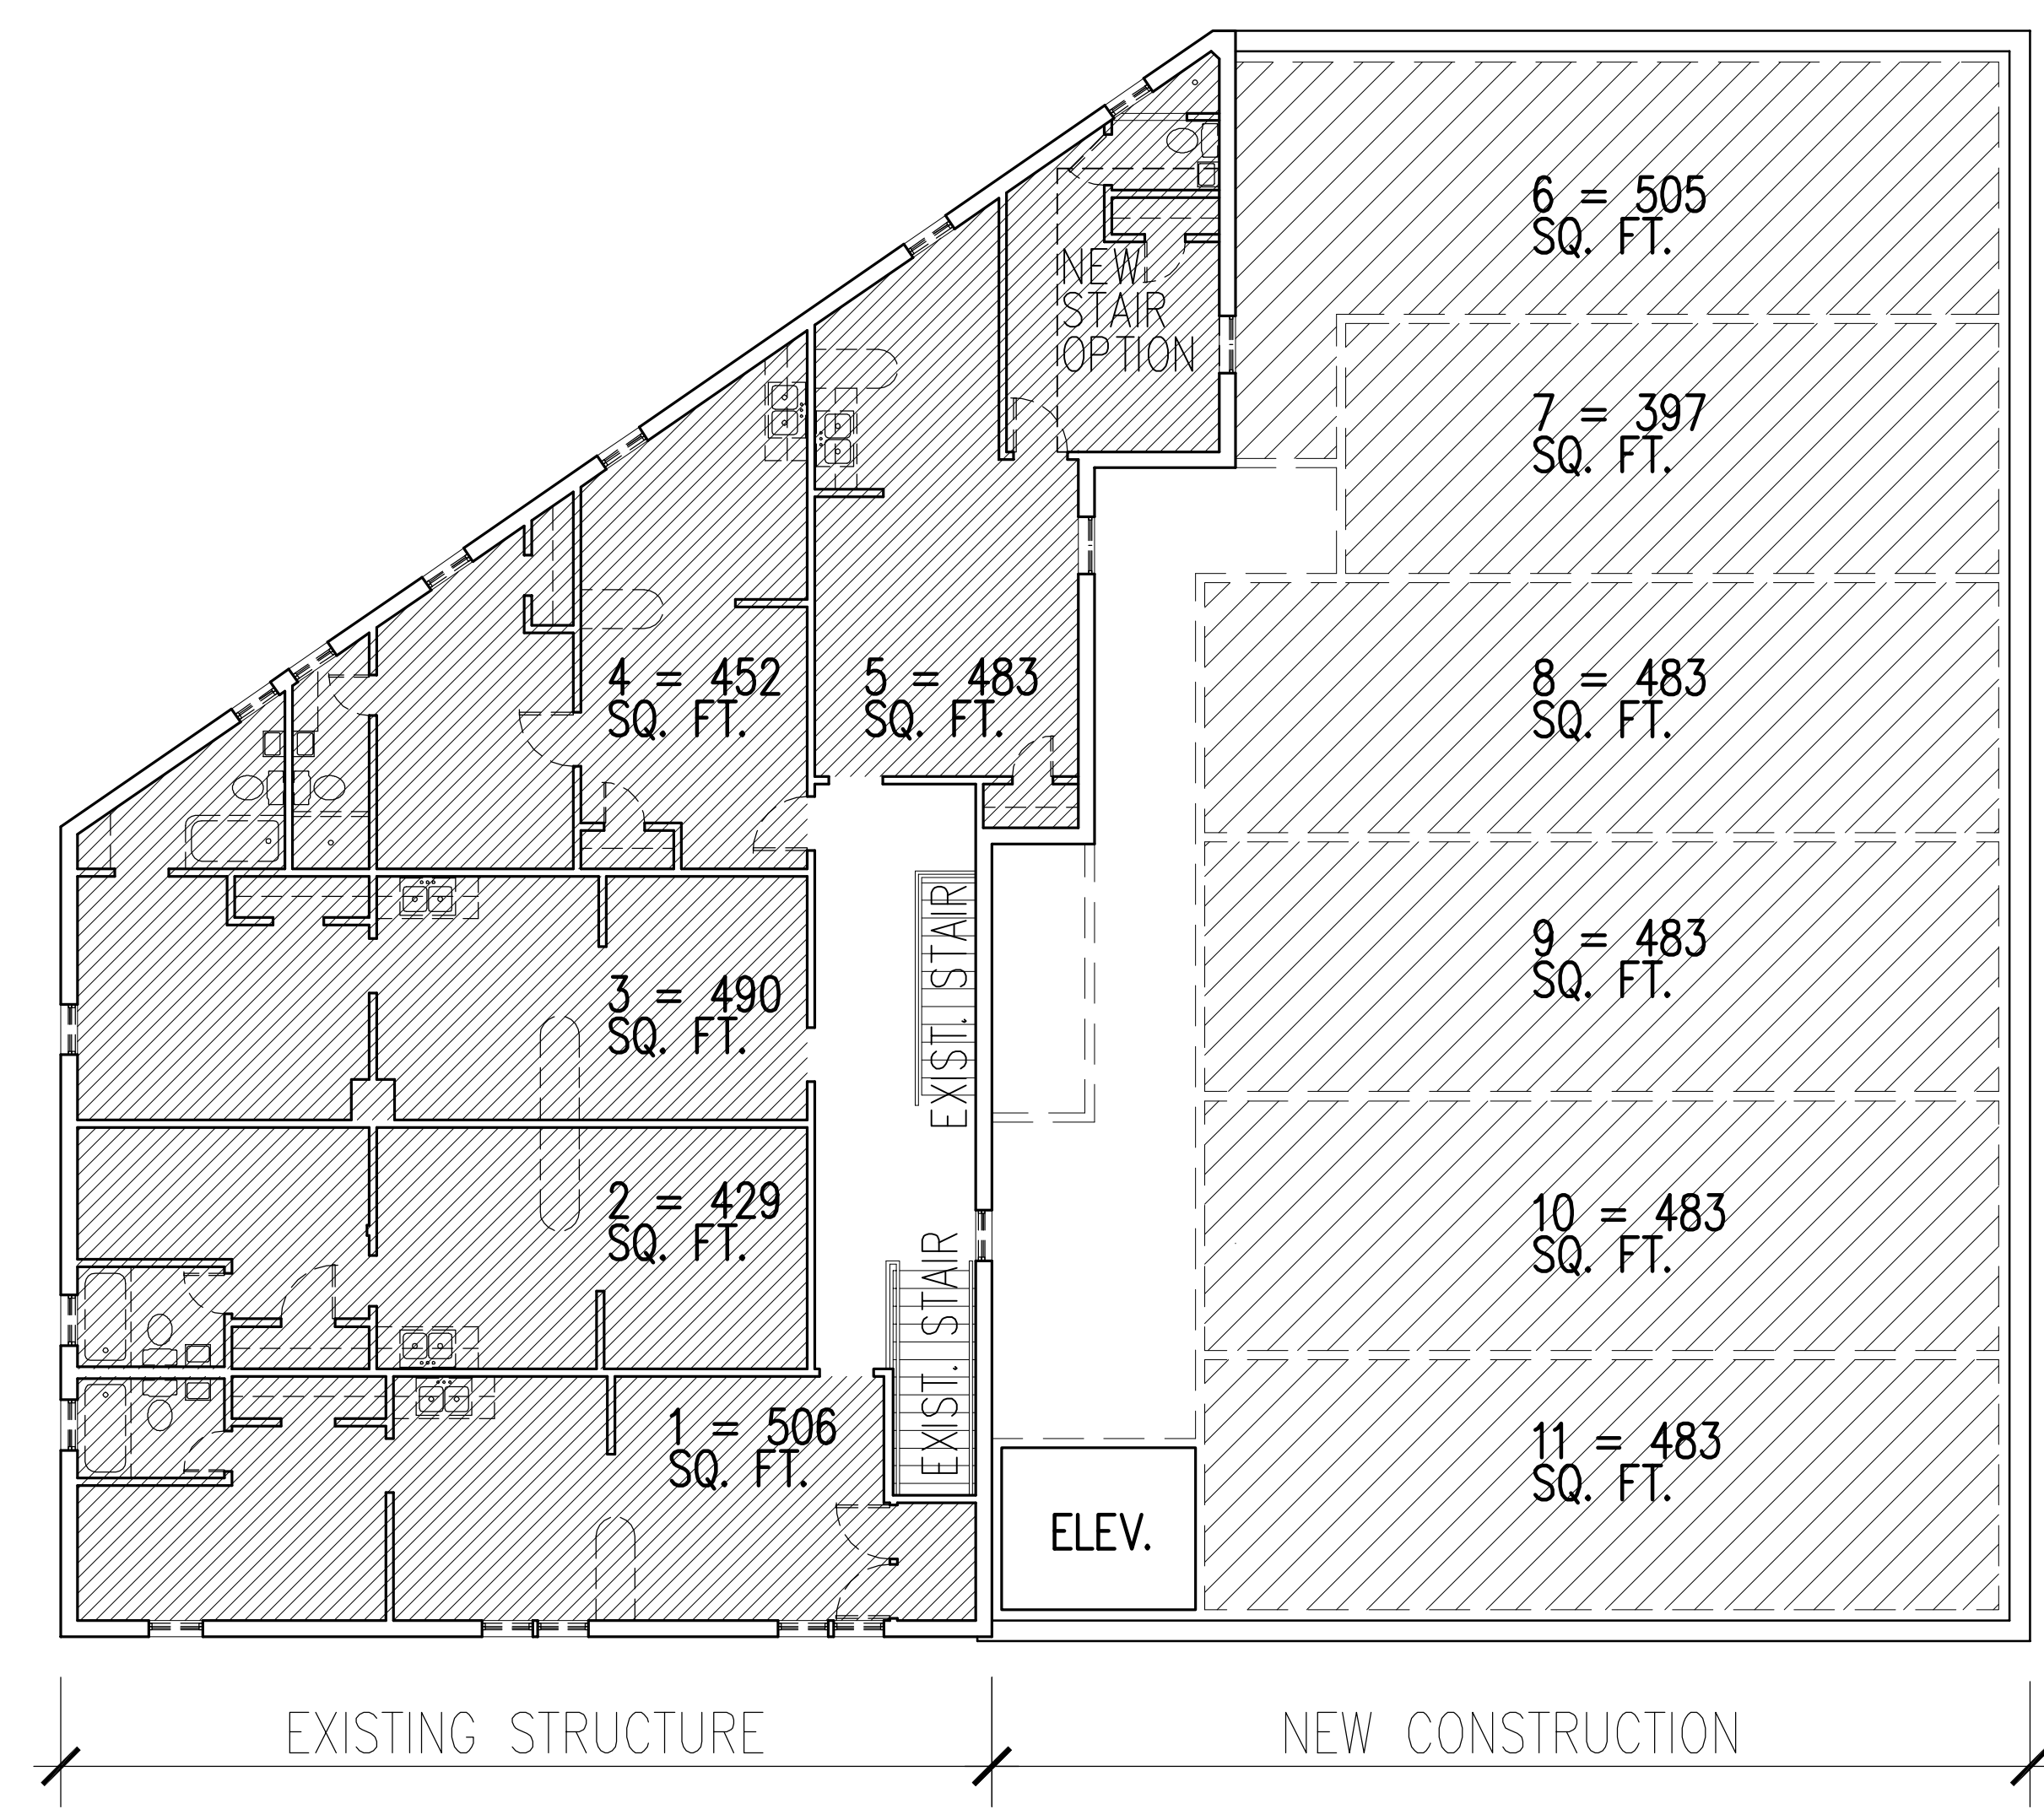 6 = 505
SQ. FT.
NEW
STAIR
OPTION
7 = 397
SQ. FT.
4 = 452
SQ. FT.
5 = 483
SQ. FT.
8 = 483
SQ. FT.
EXIST. STAIR
3 = 490
SQ. FT.
9 = 483
SQ. FT.
2 = 429
SQ. FT.
10 = 483
SQ. FT.
EXIST. STAIR
1 = 506
SQ. FT.
11 = 483
SQ. FT.
ELEV.
EXISTING STRUCTURE
NEW CONSTRUCTION